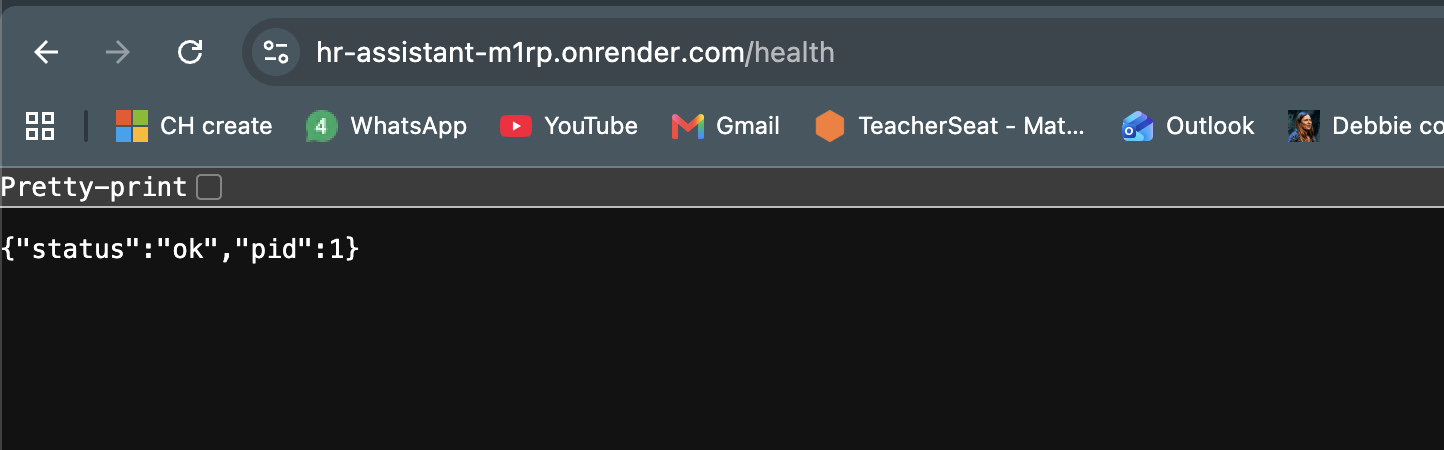 hr-assistant-m1rp.onrender.com/health
CH create WhatsApp YouTube Gmail TeacherSeat - Mat... Outlook Debbie co
Pretty-print
{"status":"ok","pid":1}